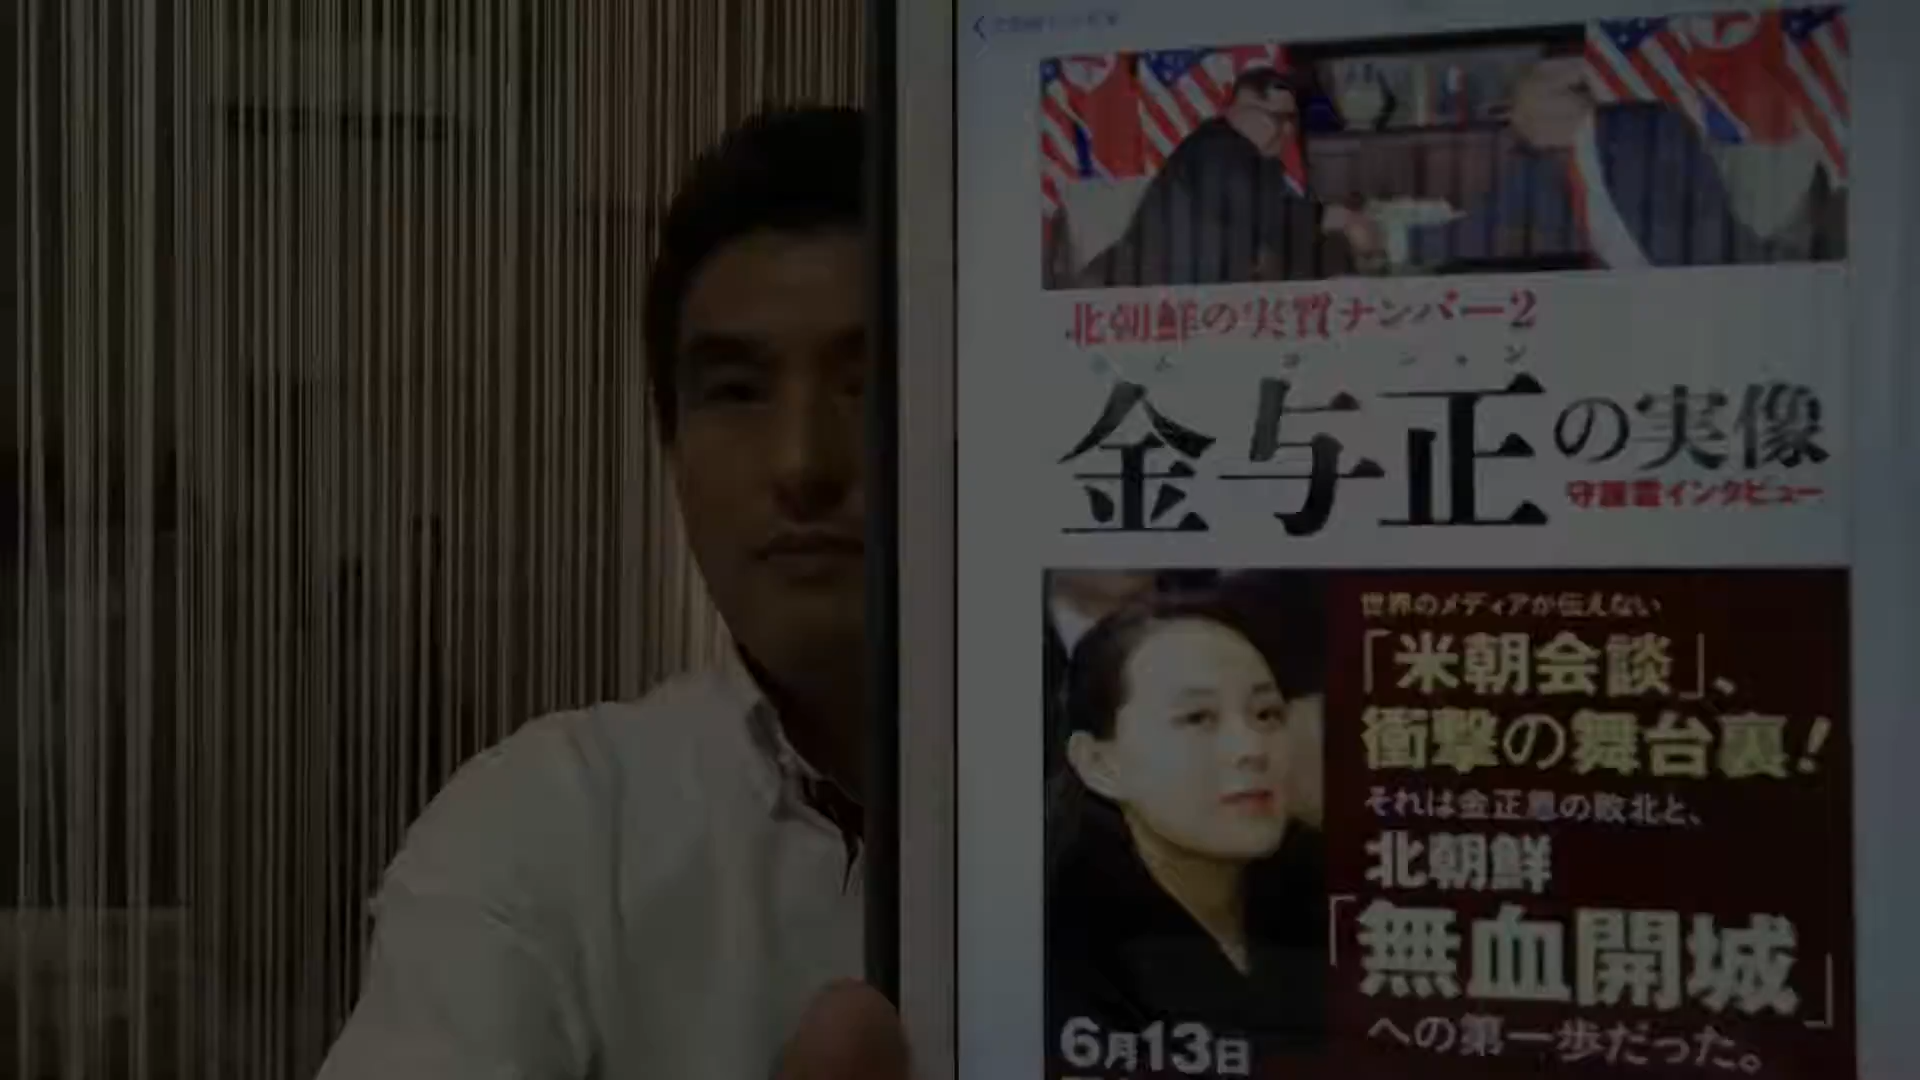 北朝鮮の実質ナンバー2
金与正の実像
守護霊インタビュー
世界のメディアが伝えない
「米朝会談」、
衝撃の舞台裏!
それは金正恩の敗北と、
北朝鮮
「無血開城」
への第一歩だった。
6月13日